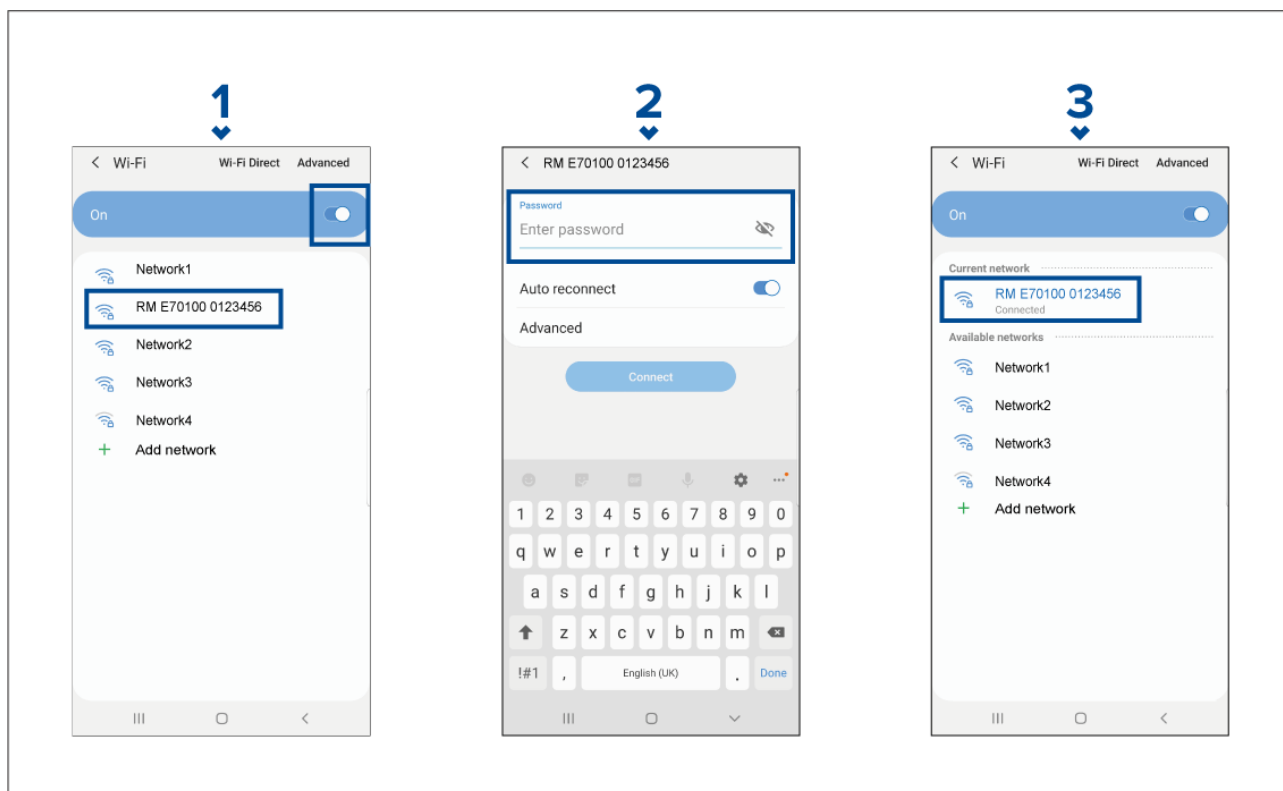 1
Wi-Fi Wi-Fi Direct Advanced
On
Network1
RM E70100 0123456
Network2
Network3
Network4
+ Add network
2
RM E70100 0123456
Password
Enter password
Auto reconnect
Advanced
Connect
1 2 3 4 5 6 7 8 9 0
q w e r t y u i o p
a s d f g h j k l
z x c v b n m
!#1 , English (UK) . Done
3
Wi-Fi Wi-Fi Direct Advanced
On
Current network
RM E70100 0123456
Connected
Available networks
Network1
Network2
Network3
Network4
+ Add network